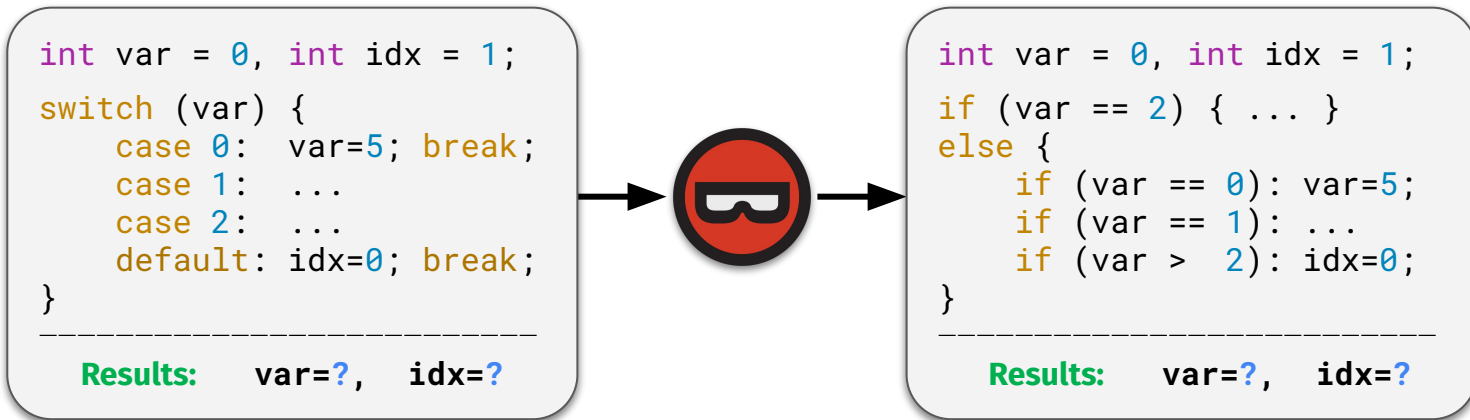 int var = 0, int idx = 1;
switch (var) {
    case 0:  var=5; break;
    case 1:  ...
    case 2:  ...
    default: idx=0; break;
}
--------------------------
Results: var=?, idx=?
int var = 0, int idx = 1;
if (var == 2) { ... }
else {
    if (var == 0): var=5;
    if (var == 1): ...
    if (var >  2): idx=0;
}
--------------------------
Results: var=?, idx=?